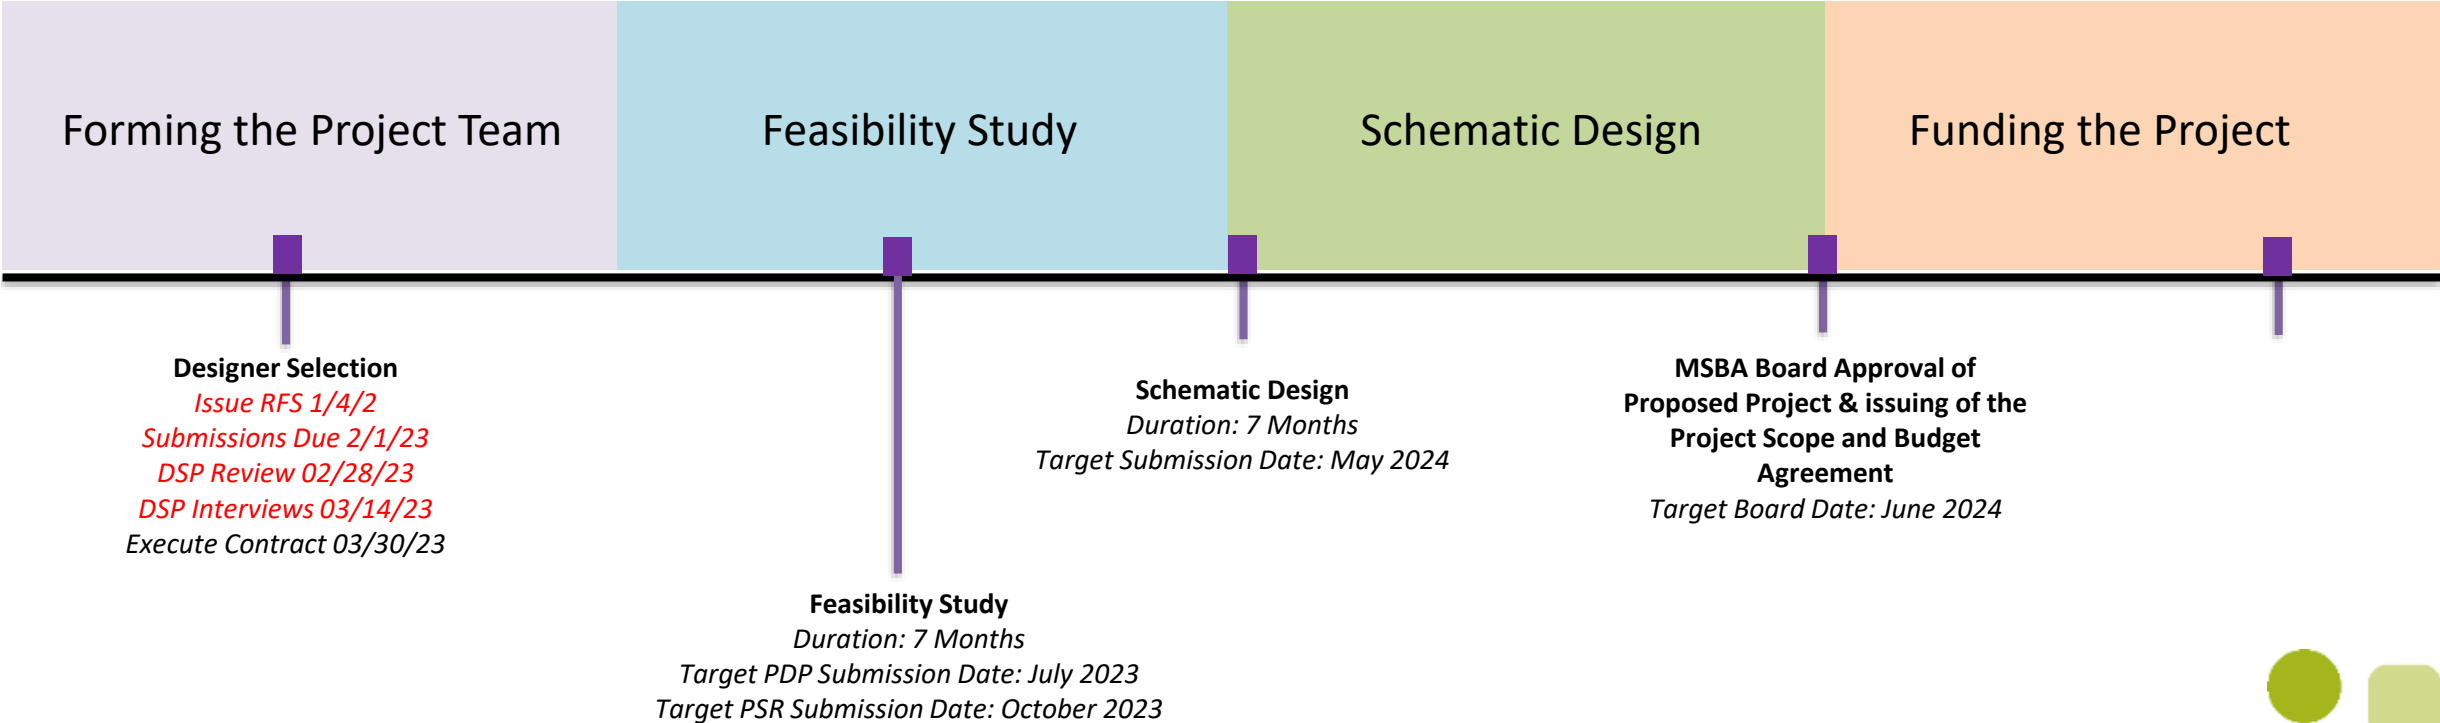 Forming the Project Team
Feasibility Study
Schematic Design
Funding the Project
Designer Selection
Issue RFS 1/4/2
Submissions Due 2/1/23
DSP Review 02/28/23
DSP Interviews 03/14/23
Execute Contract 03/30/23
Feasibility Study
Duration: 7 Months
Target PDP Submission Date: July 2023
Target PSR Submission Date: October 2023
Schematic Design
Duration: 7 Months
Target Submission Date: May 2024
MSBA Board Approval of
Proposed Project & issuing of the
Project Scope and Budget
Agreement
Target Board Date: June 2024